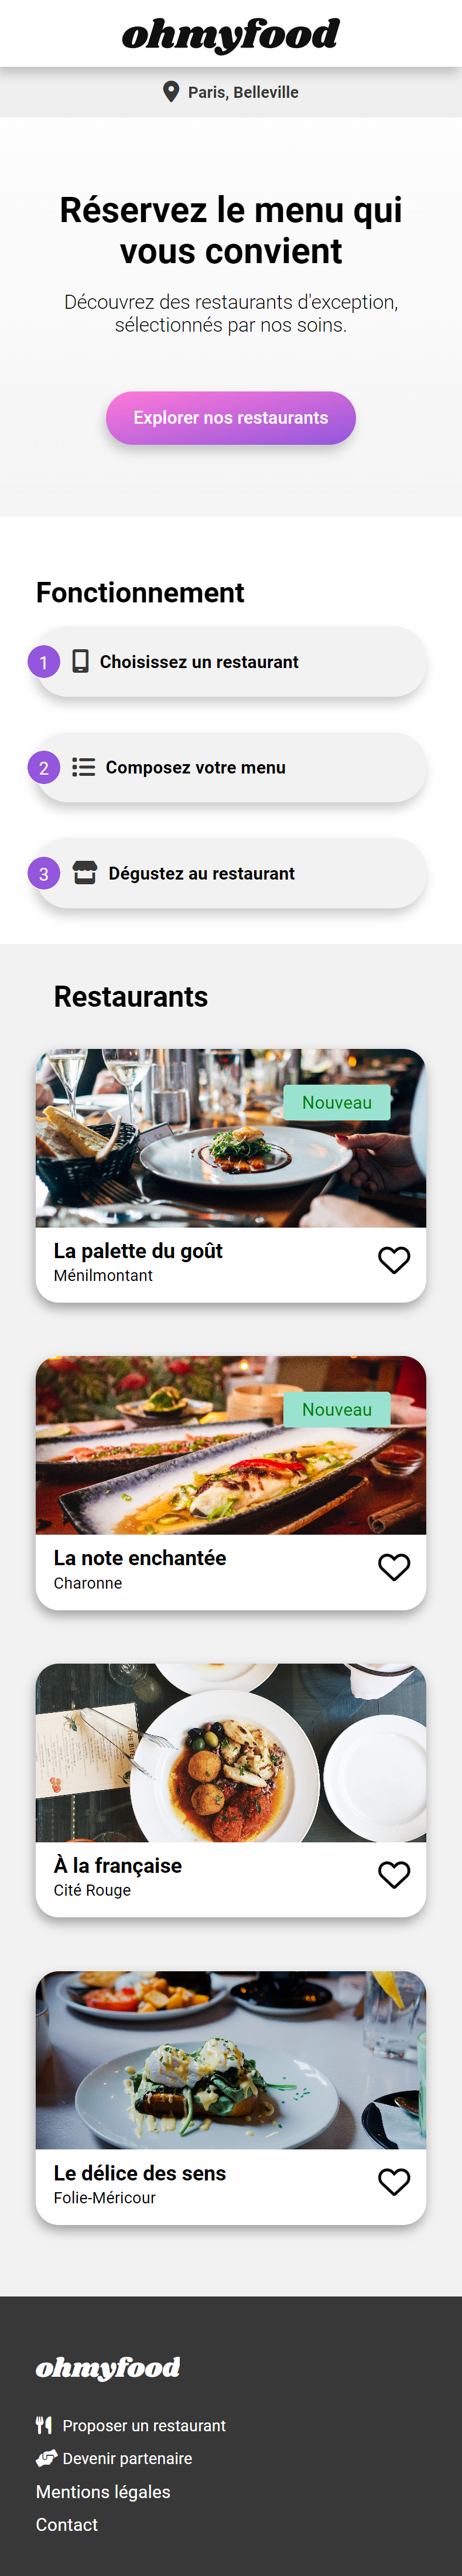 ohmyfood
Paris, Belleville
Réservez le menu qui
vous convient
Découvrez des restaurants d'exception,
sélectionnés par nos soins.
Explorer nos restaurants
Fonctionnement
1 Choisissez un restaurant
2 Composez votre menu
3 Dégustez au restaurant
Restaurants
Nouveau
La palette du goût
Ménilmontant
Nouveau
La note enchantée
Charonne
À la française
Cité Rouge
Le délice des sens
Folie-Méricour
ohmyfood
Proposer un restaurant
Devenir partenaire
Mentions légales
Contact